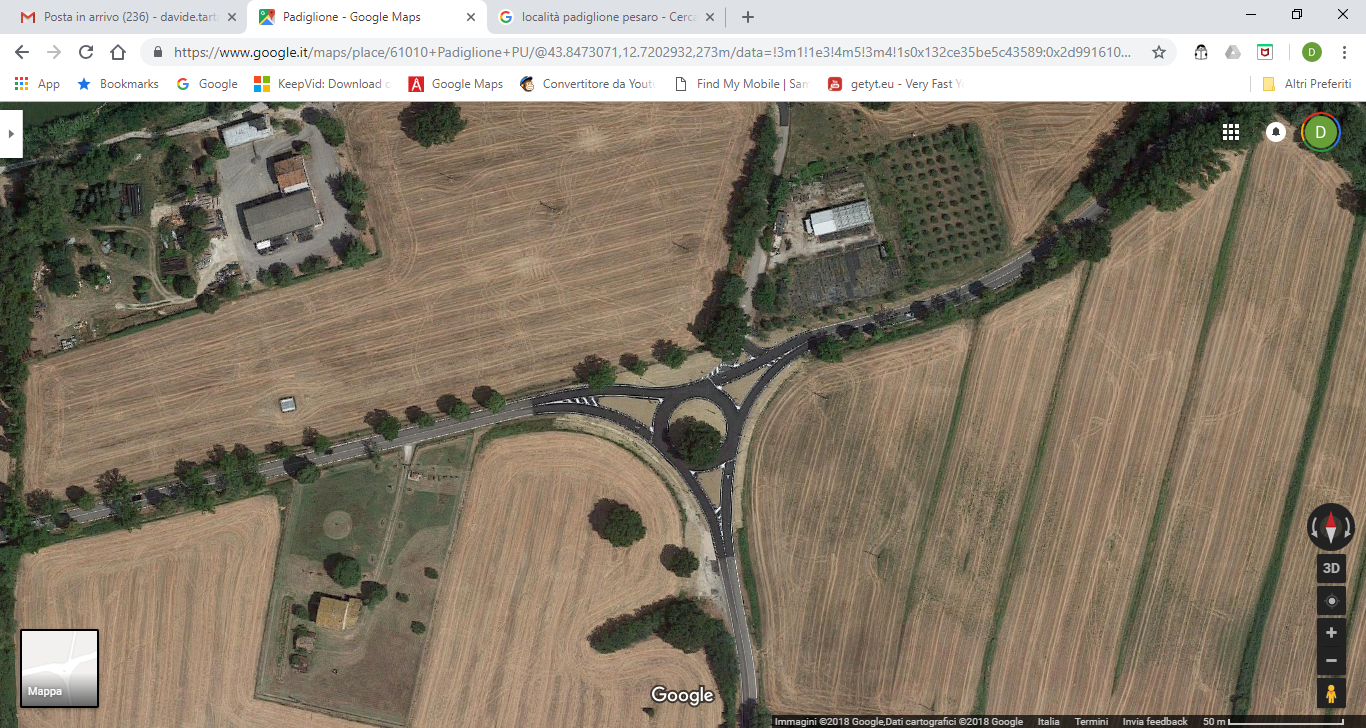 Posta in arrivo (236) - davide.tart
Padiglione - Google Maps
località padiglione pesaro - Cerca
https://www.google.it/maps/place/61010+Padiglione+PU/@43.8473071,12.7202932,273m/data=!3m1!1e3!4m5!3m4!1s0x132ce35be5c43589:0x2d991610...
D
App
Bookmarks
Google
KeepVid: Download
Google Maps
Convertitore da Yout
Find My Mobile | Sam
getyt.eu - Very Fast Y
Altri Preferiti
D
3D
Mappa
Google
Immagini ©2018 Google,Dati cartografici ©2018 Google
Italia
Termini
Invia feedback
50 m